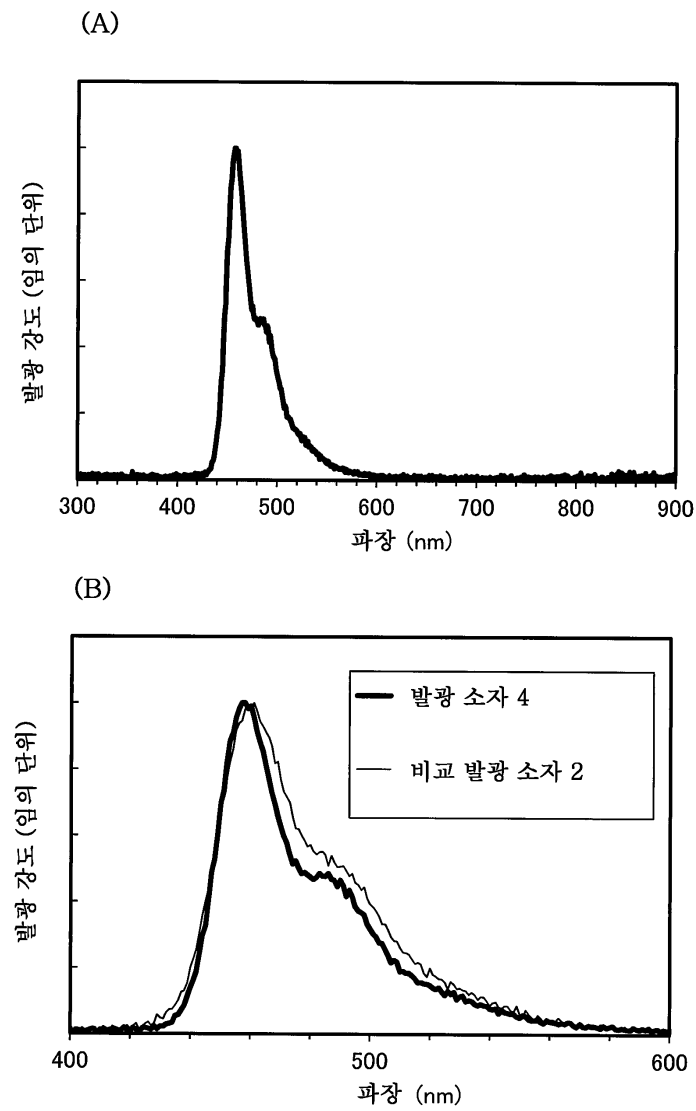 (A)
발광 강도 (임의 단위)
300 400 500 600 700 800 900
파장 (nm)
(B)
발광 강도 (임의 단위)
발광 소자 4
비교 발광 소자 2
400 500 600
파장 (nm)